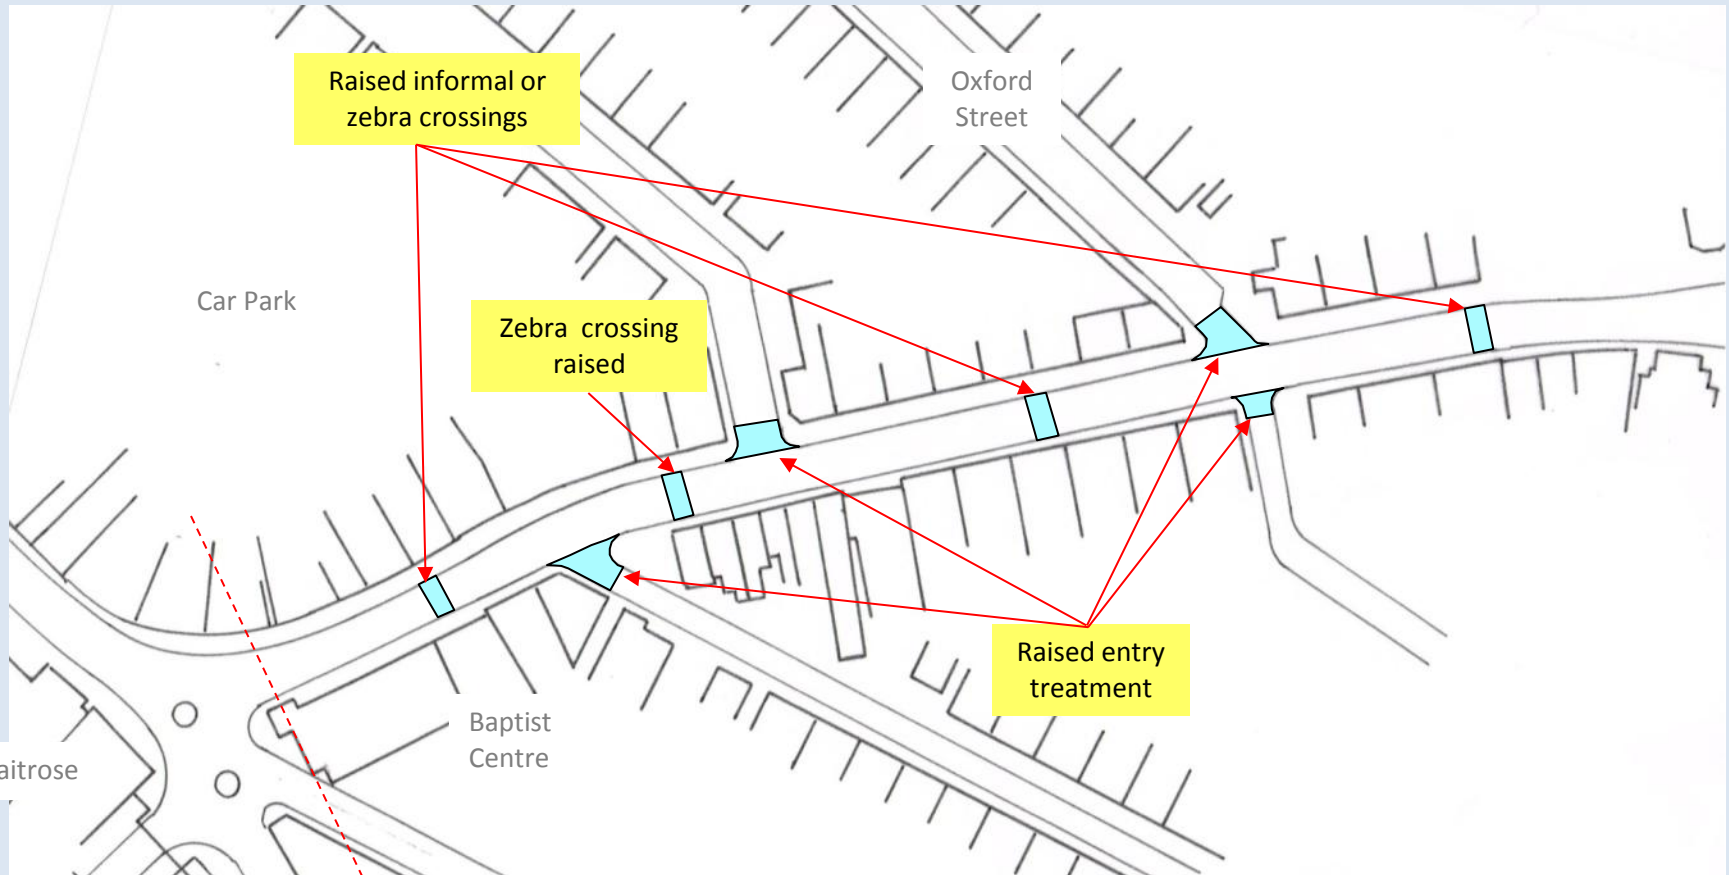 Raised informal or
zebra crossings
Oxford
Street
Car Park
Zebra crossing
raised
Raised entry
treatment
Baptist
Centre
aitrose